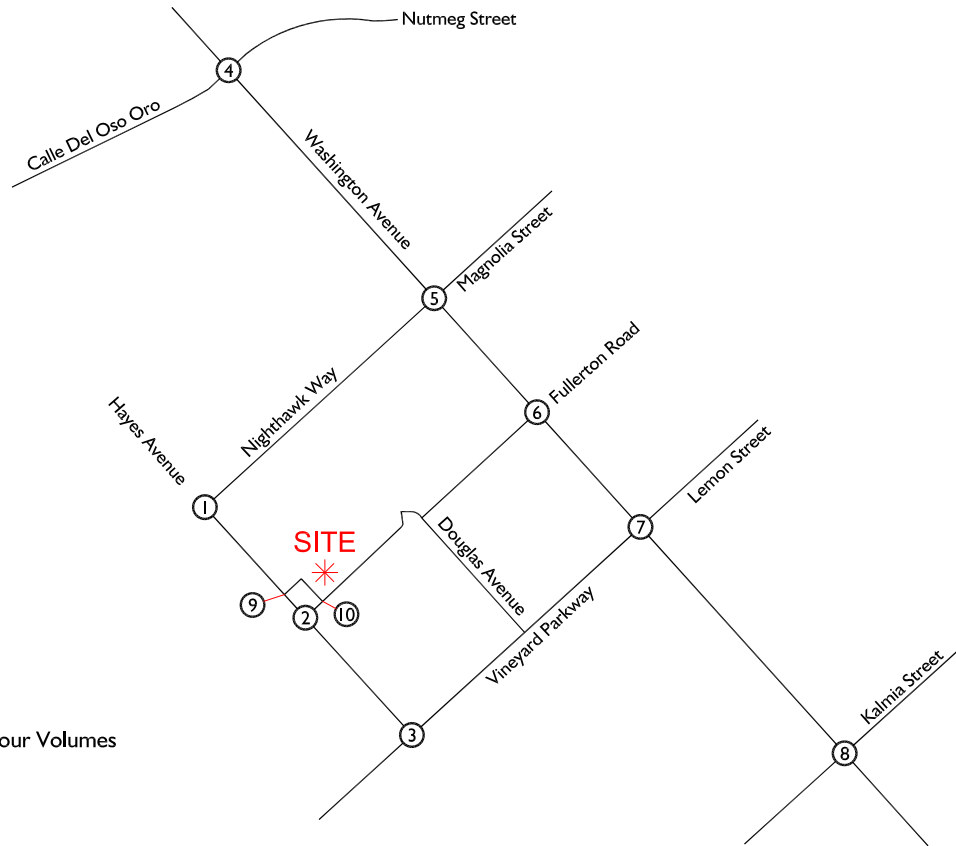 Nutmeg Street
4
Calle Del Oso Oro
Washington Avenue
Magnolia Street
5
Fullerton Road
Nighthawk Way
Hayes Avenue
6
Lemon Street
1
7
Douglas Avenue
SITE
9
2
10
Vineyard Parkway
Kalmia Street
3
our Volumes
8